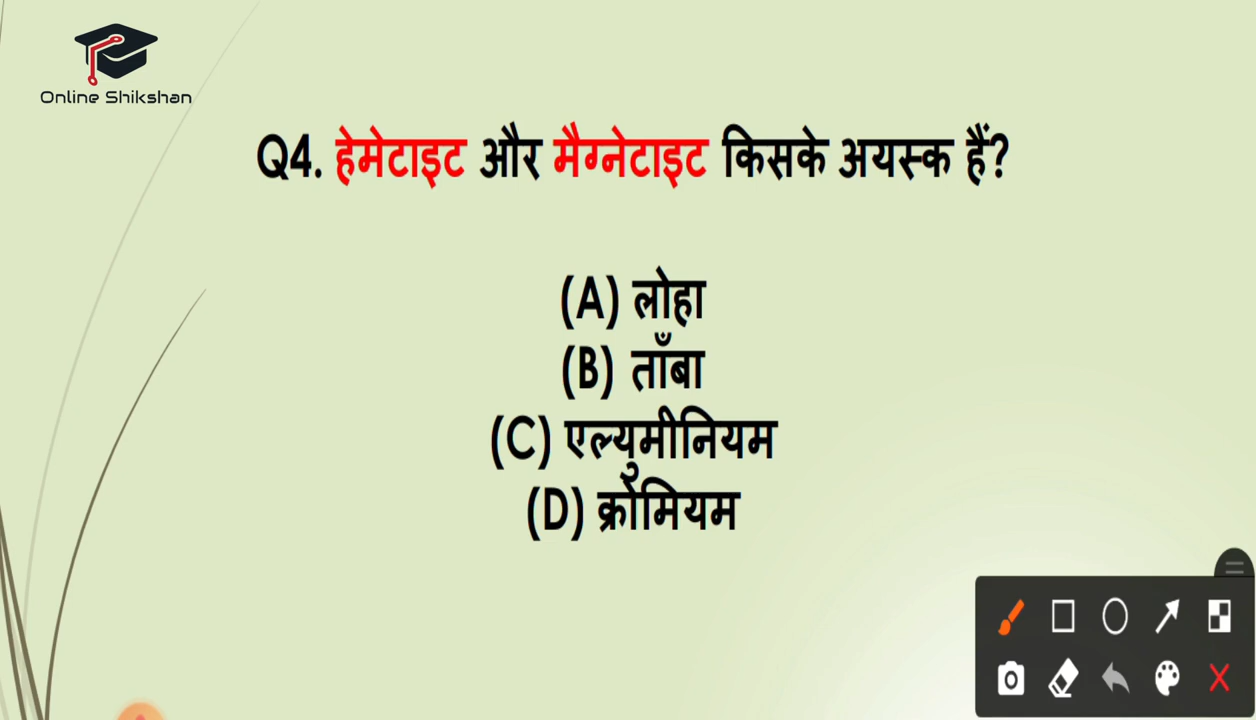 Online Shikshan
Q4. हेमेटाइट और मैग्नेटाइट किसके अयस्क हैं?
(A) लोहा
(B) ताँबा
(C) एल्युमीनियम
(D) क्रोमियम